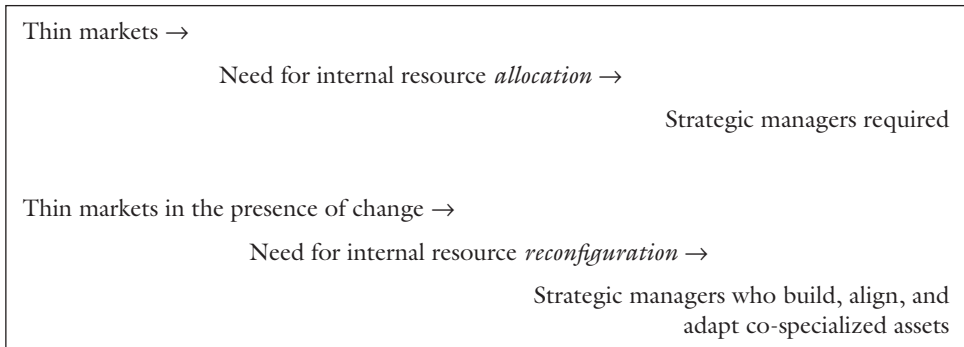 Thin markets →
Need for internal resource allocation →
Strategic managers required
Thin markets in the presence of change →
Need for internal resource reconfiguration →
Strategic managers who build, align, and
adapt co-specialized assets